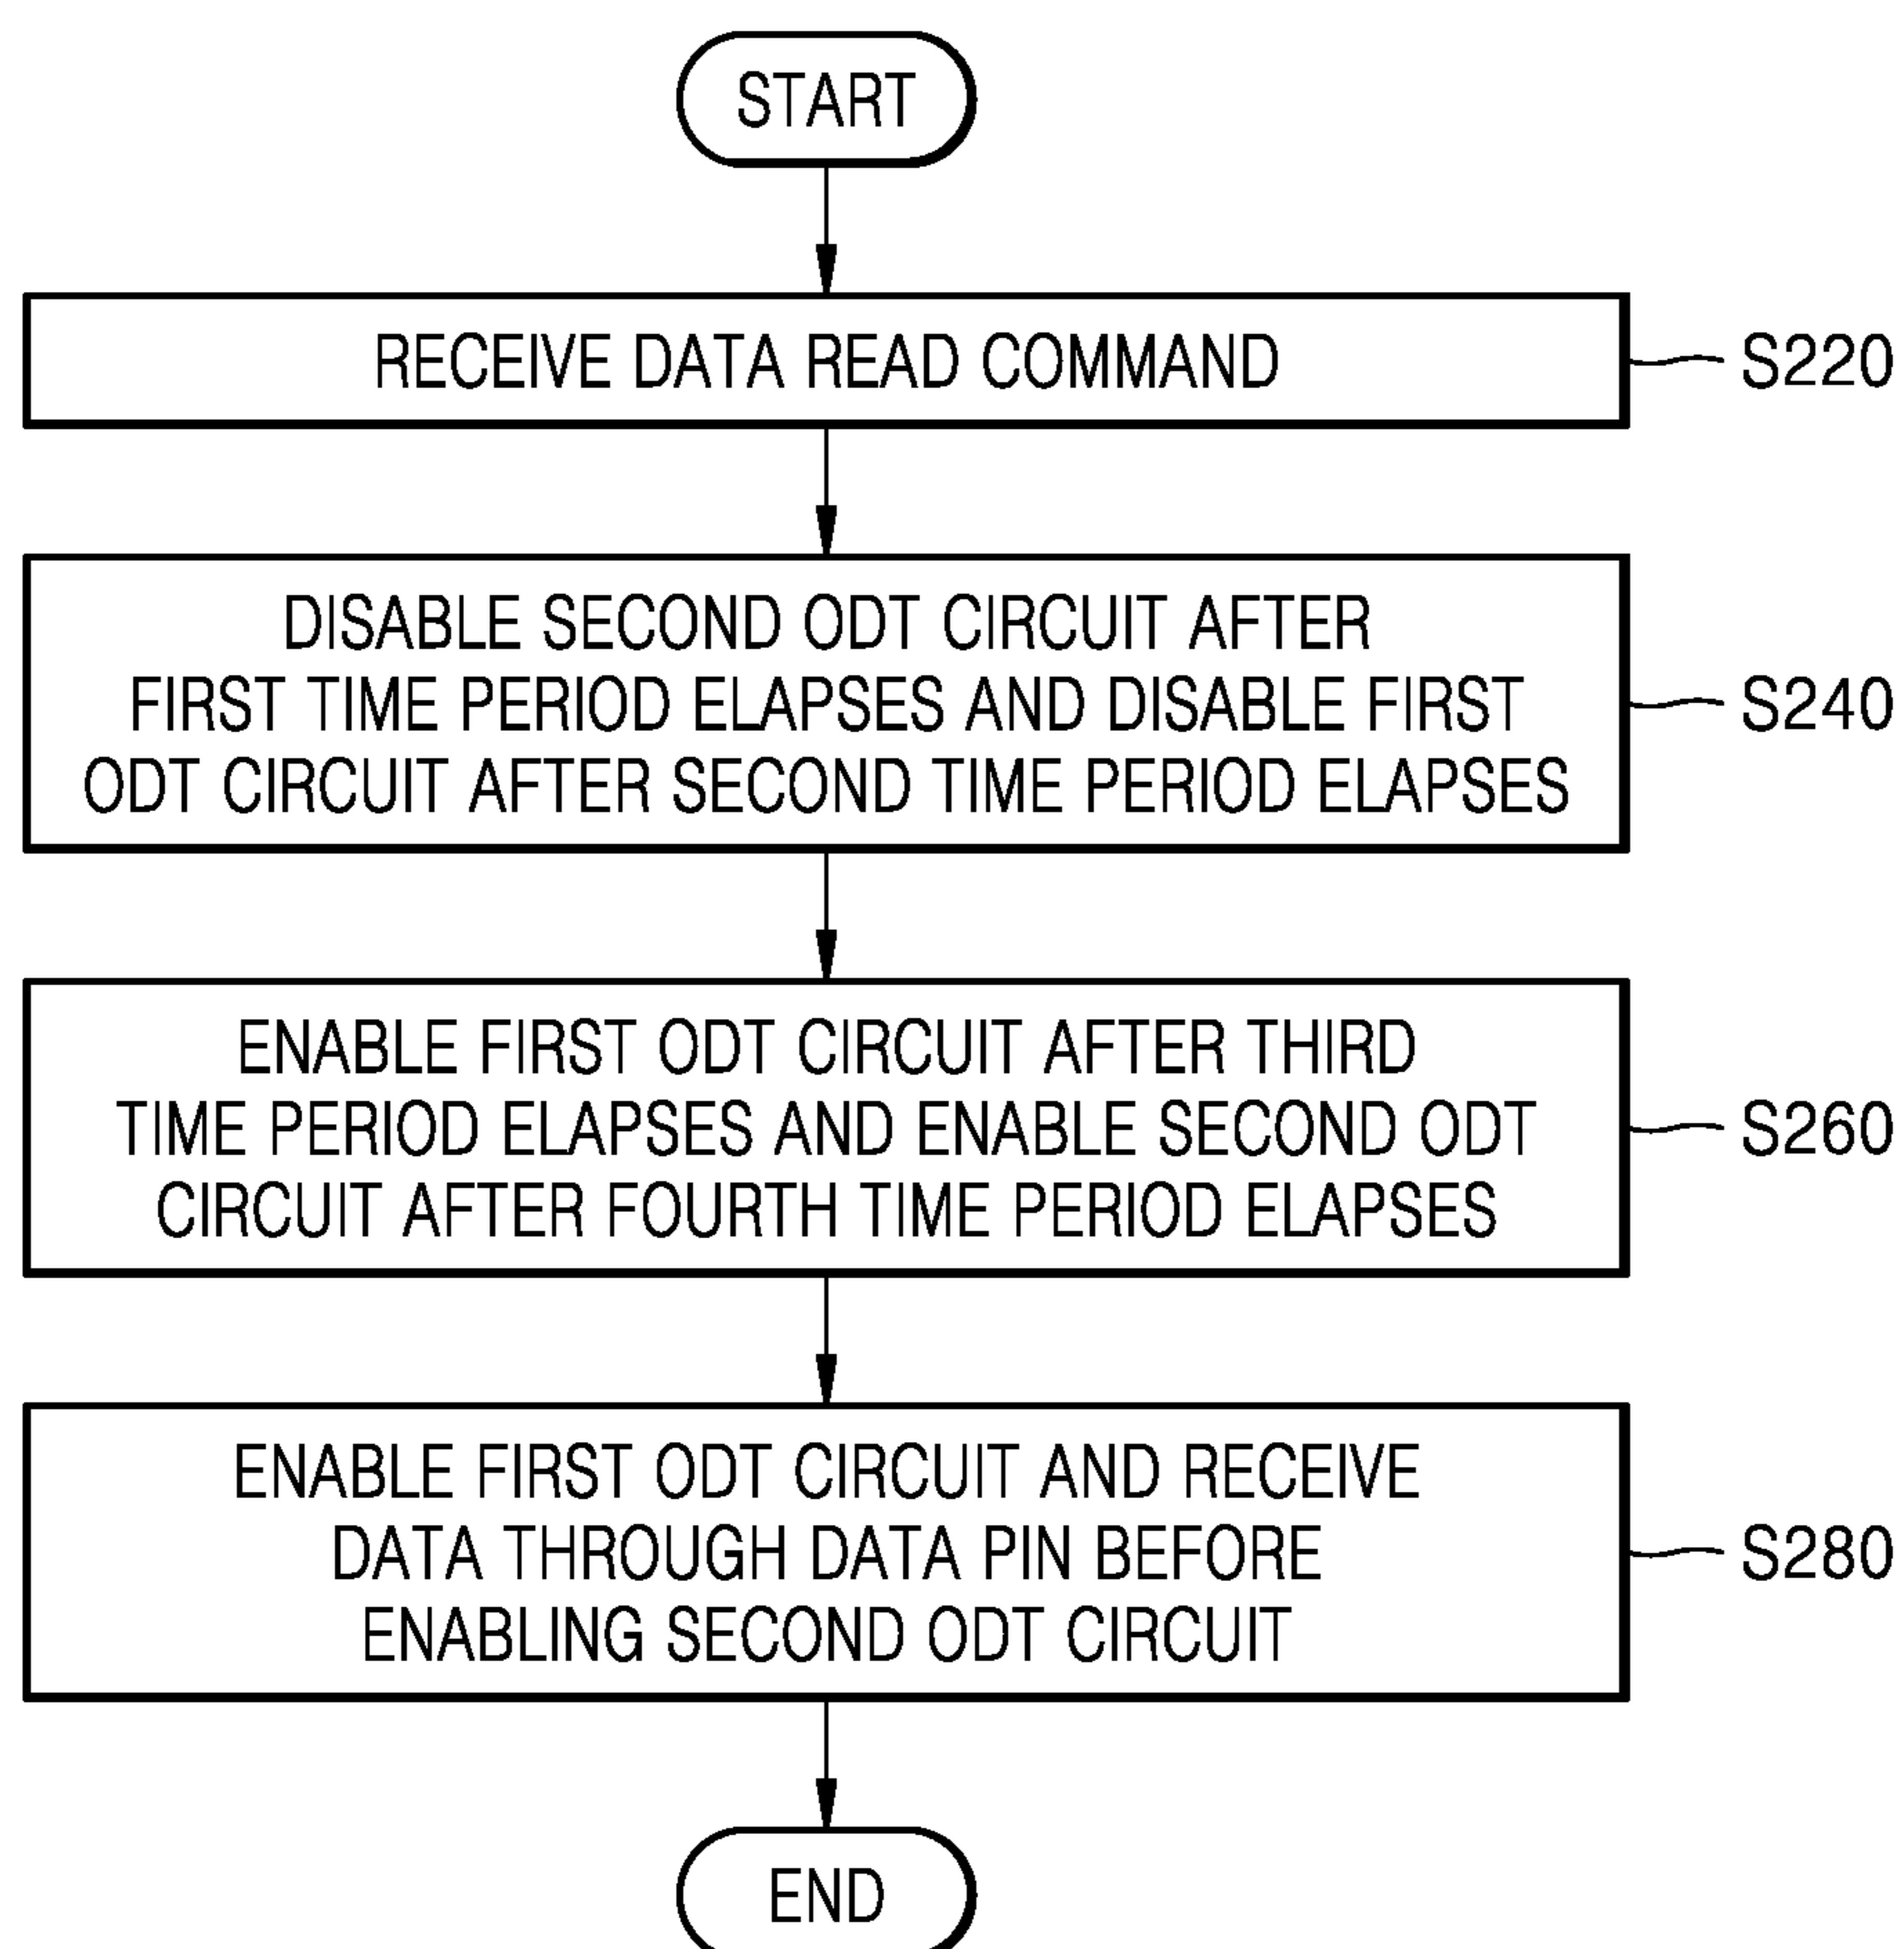 START
RECEIVE DATA READ COMMAND
S220
DISABLE SECOND ODT CIRCUIT AFTER
FIRST TIME PERIOD ELAPSES AND DISABLE FIRST
ODT CIRCUIT AFTER SECOND TIME PERIOD ELAPSES
S240
ENABLE FIRST ODT CIRCUIT AFTER THIRD
TIME PERIOD ELAPSES AND ENABLE SECOND ODT
CIRCUIT AFTER FOURTH TIME PERIOD ELAPSES
S260
ENABLE FIRST ODT CIRCUIT AND RECEIVE
DATA THROUGH DATA PIN BEFORE
ENABLING SECOND ODT CIRCUIT
S280
END